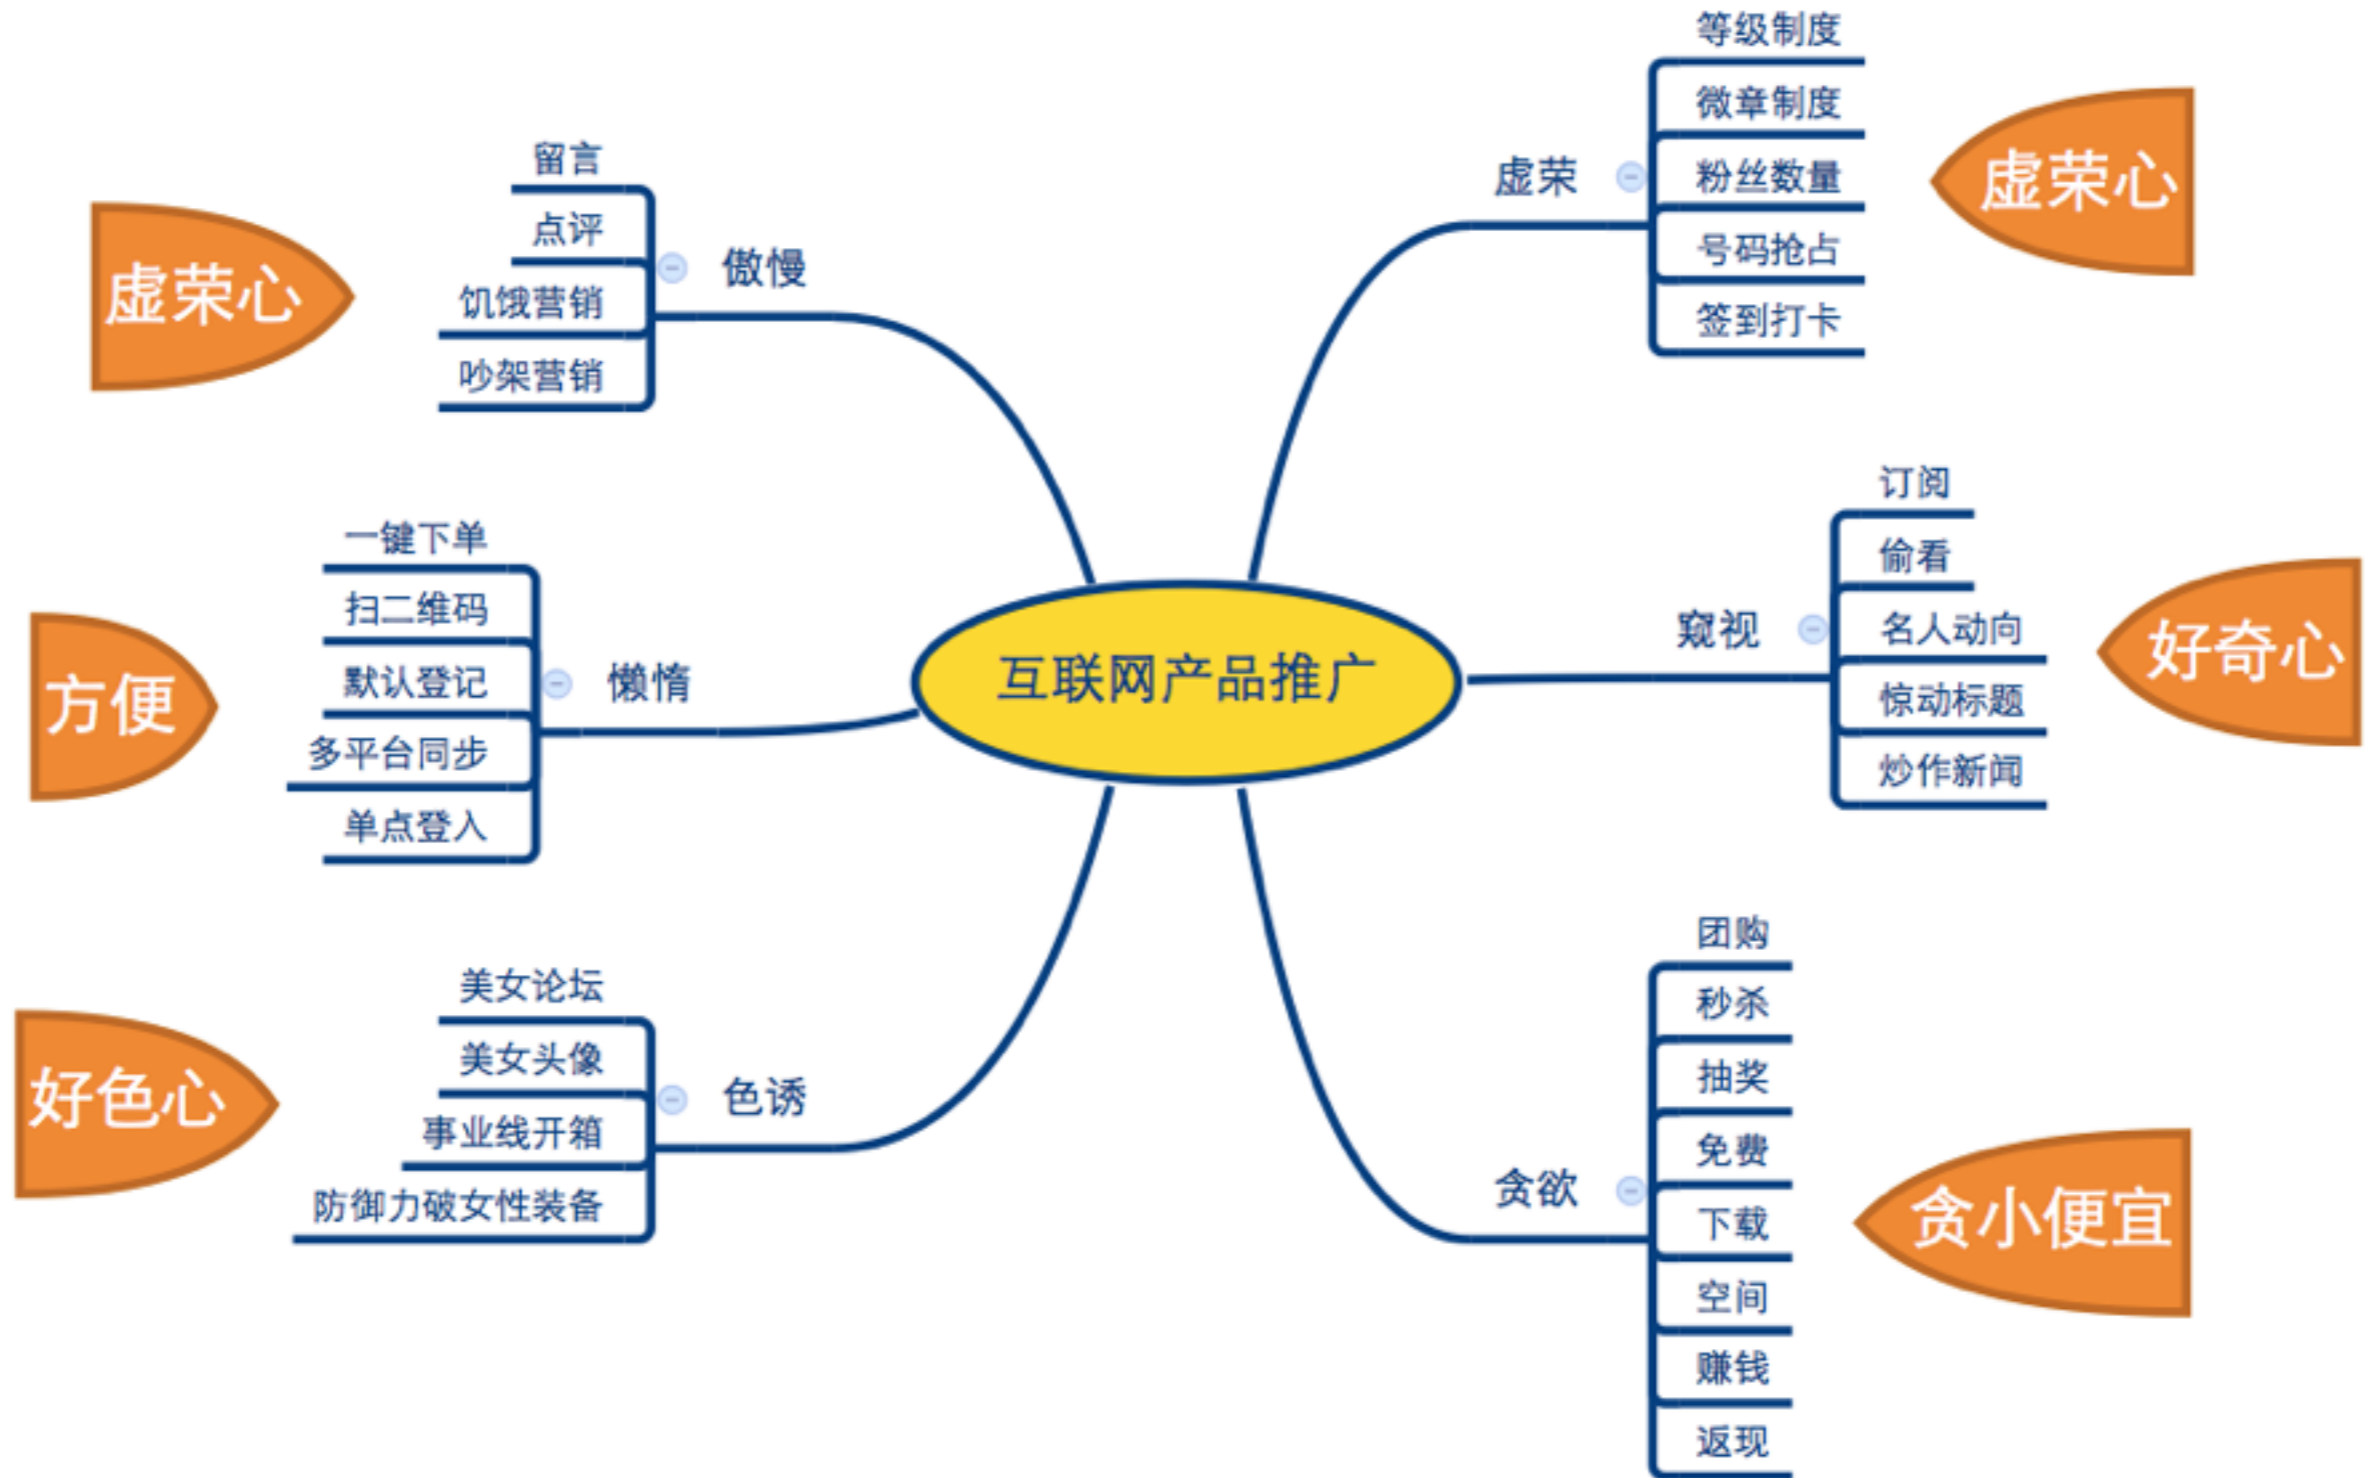 互联网产品推广
虚荣
等级制度
微章制度
粉丝数量
号码抢占
签到打卡
虚荣心
窥视
订阅
偷看
名人动向
惊动标题
炒作新闻
好奇心
贪欲
团购
秒杀
抽奖
免费
下载
空间
赚钱
返现
贪小便宜
傲慢
留言
点评
饥饿营销
吵架营销
虚荣心
懒惰
一键下单
扫二维码
默认登记
多平台同步
单点登入
方便
色诱
美女论坛
美女头像
事业线开箱
防御力破女性装备
好色心